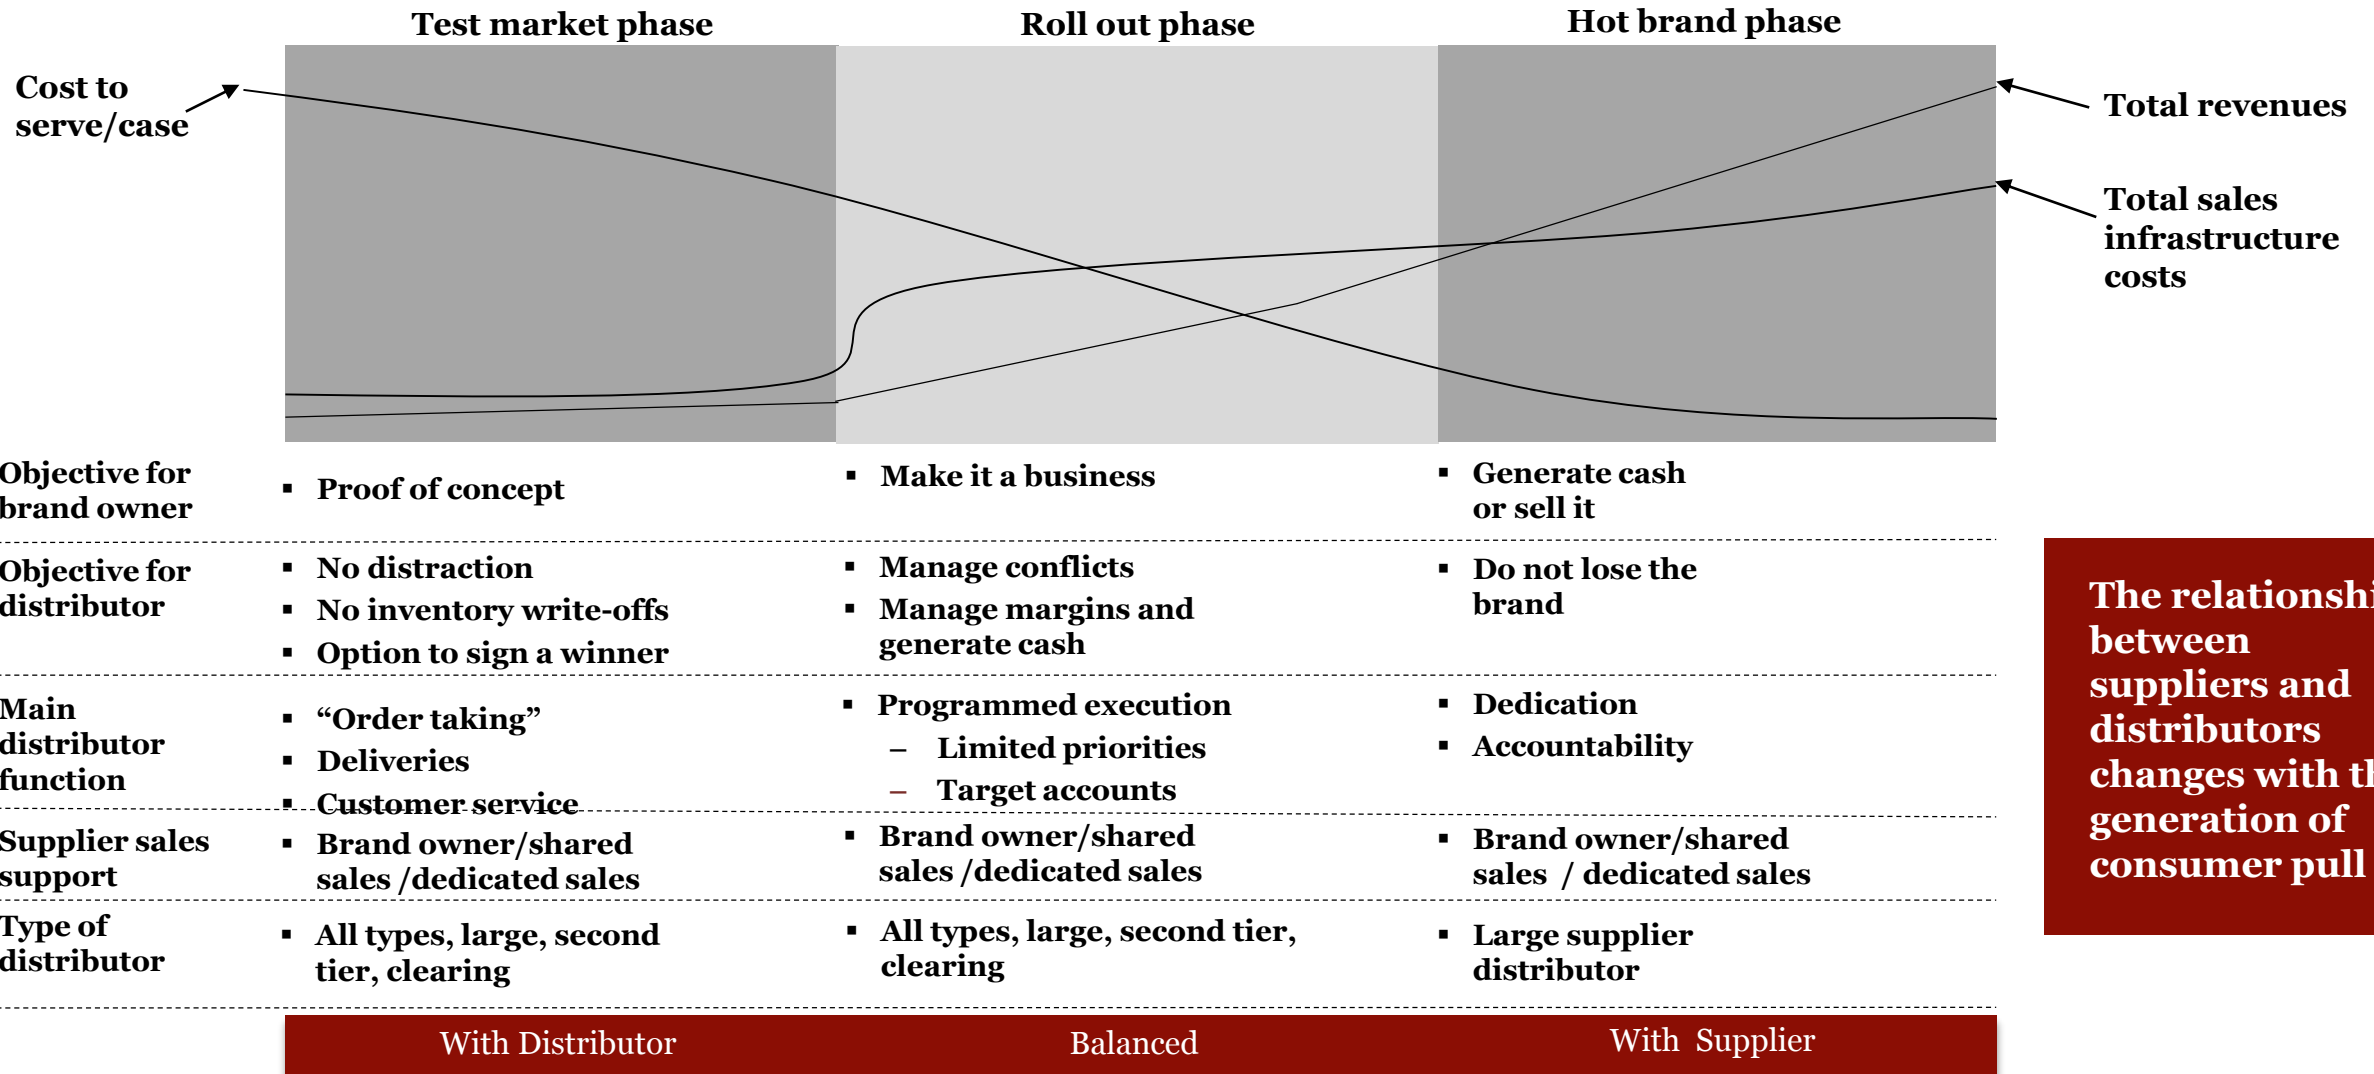 Test market phase
Roll out phase
Hot brand phase
Cost to
serve/case
Total revenues
Total sales
infrastructure
costs
Objective for
brand owner
▪ Proof of concept
▪ Make it a business
▪ Generate cash
or sell it
Objective for
distributor
▪ No distraction
▪ No inventory write-offs
▪ Option to sign a winner
▪ Manage conflicts
▪ Manage margins and
generate cash
▪ Do not lose the
brand
Main
distributor
function
▪ “Order taking”
▪ Deliveries
▪ Customer service
▪ Programmed execution
– Limited priorities
– Target accounts
▪ Dedication
▪ Accountability
Supplier sales
support
▪ Brand owner/shared
sales /dedicated sales
▪ Brand owner/shared
sales /dedicated sales
▪ Brand owner/shared
sales / dedicated sales
Type of
distributor
▪ All types, large, second
tier, clearing
▪ All types, large, second tier,
clearing
▪ Large supplier
distributor
With Distributor
Balanced
With Supplier
The relationshi
between
suppliers and
distributors
changes with th
generation of
consumer pull